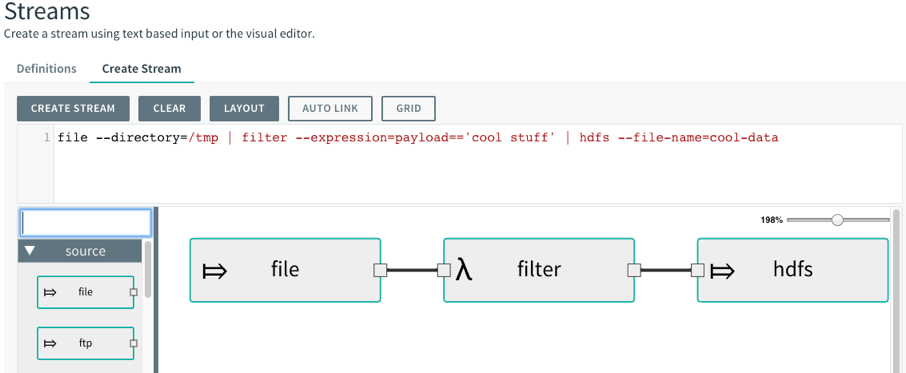 Streams
Create a stream using text based input or the visual editor.
Definitions Create Stream
CREATE STREAM CLEAR LAYOUT AUTO LINK GRID
1 file --directory=/tmp | filter --expression=payload=='cool stuff' | hdfs --file-name=cool-data
198%
source
file λ filter hdfs
file
ftp